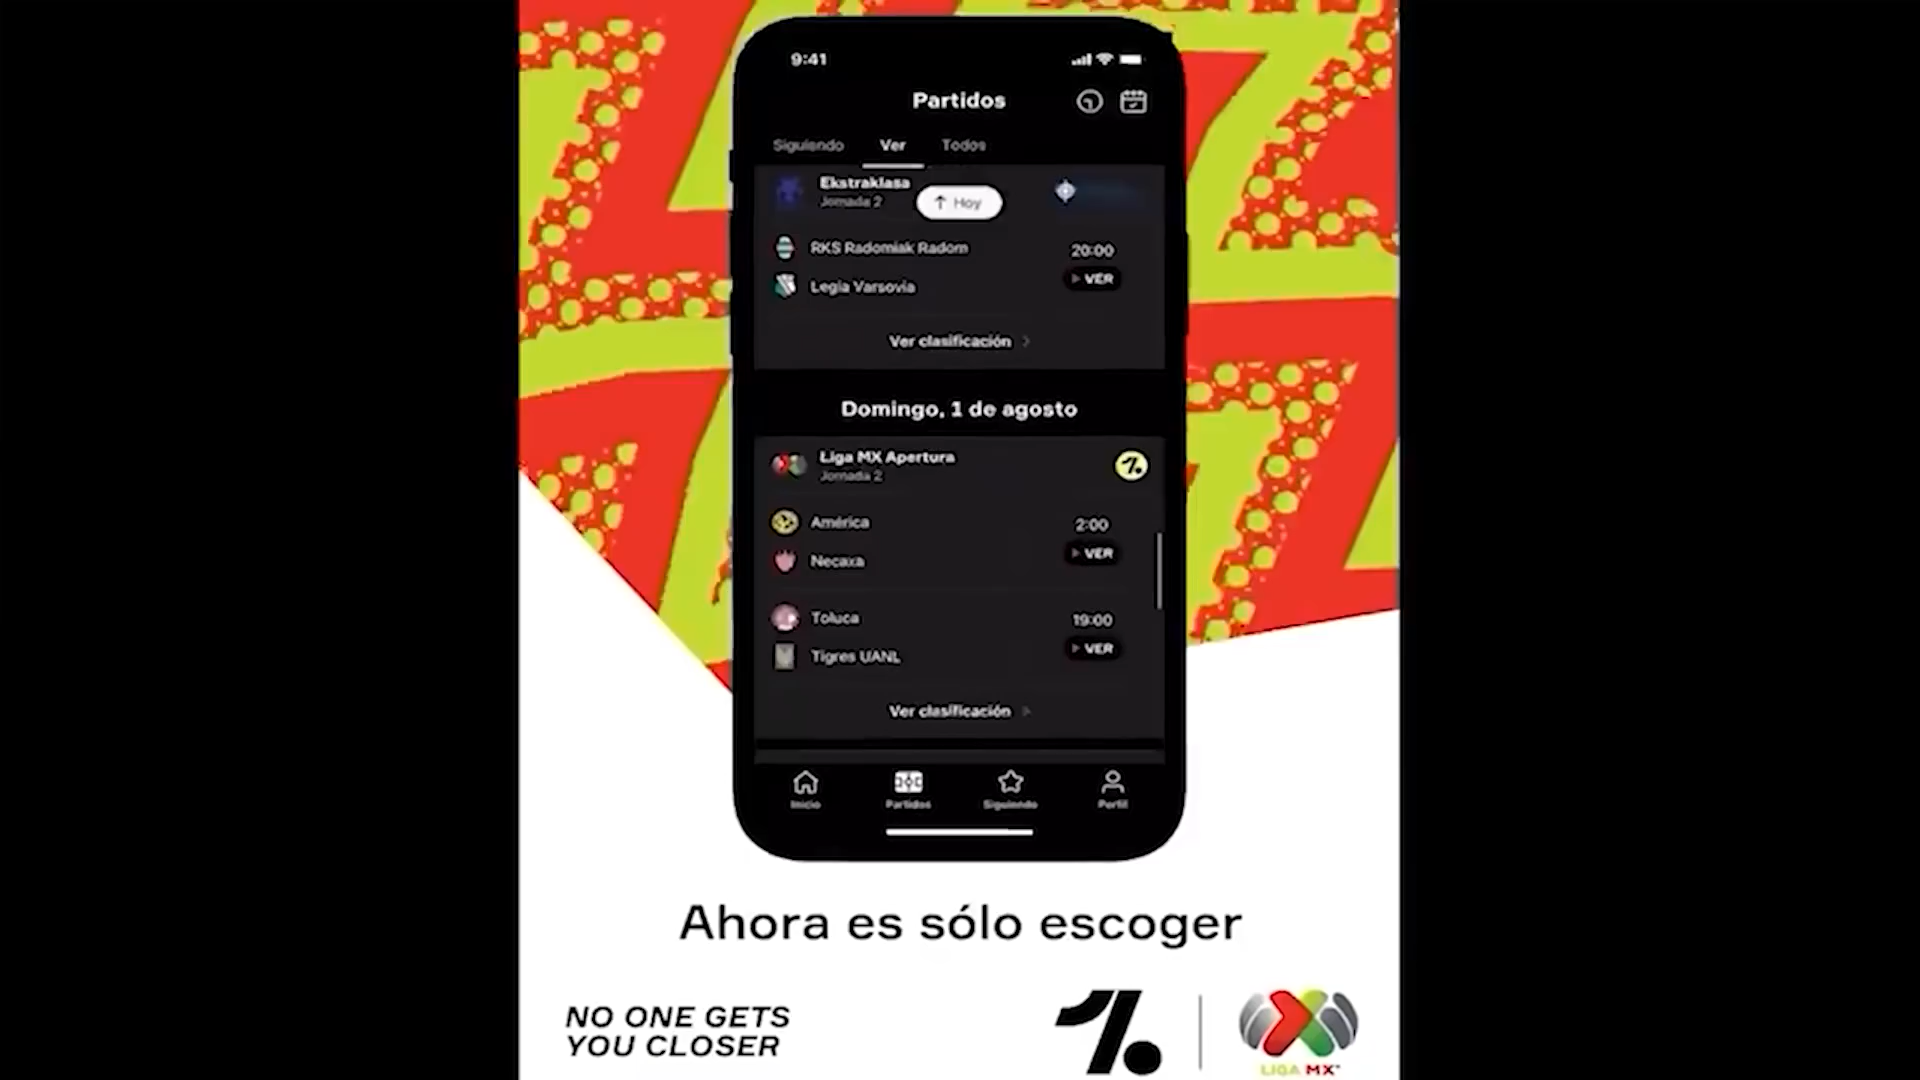 9:41
Partidos
Siguiendo Ver Todos
Ekstraklasa
Jornada 2
↑ Hoy
RKS Radomiak Radom
20:00
VER
Legia Varsovia
Ver clasificación
Domingo, 1 de agosto
Liga MX Apertura
Jornada 2
América
2:00
VER
Necaxa
Toluca
19:00
VER
Tigres UANL
Ver clasificación
Inicio Partidos Siguiendo Perfil
Ahora es sólo escoger
NO ONE GETS
YOU CLOSER
LIGA MX